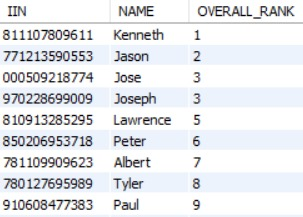 IIN NAME OVERALL_RANK
811107809611 Kenneth 1
771213590553 Jason 2
000509218774 Jose 3
970228699009 Joseph 3
810913285295 Lawrence 5
850206953718 Peter 6
781109909623 Albert 7
780127695989 Tyler 8
910608477383 Paul 9